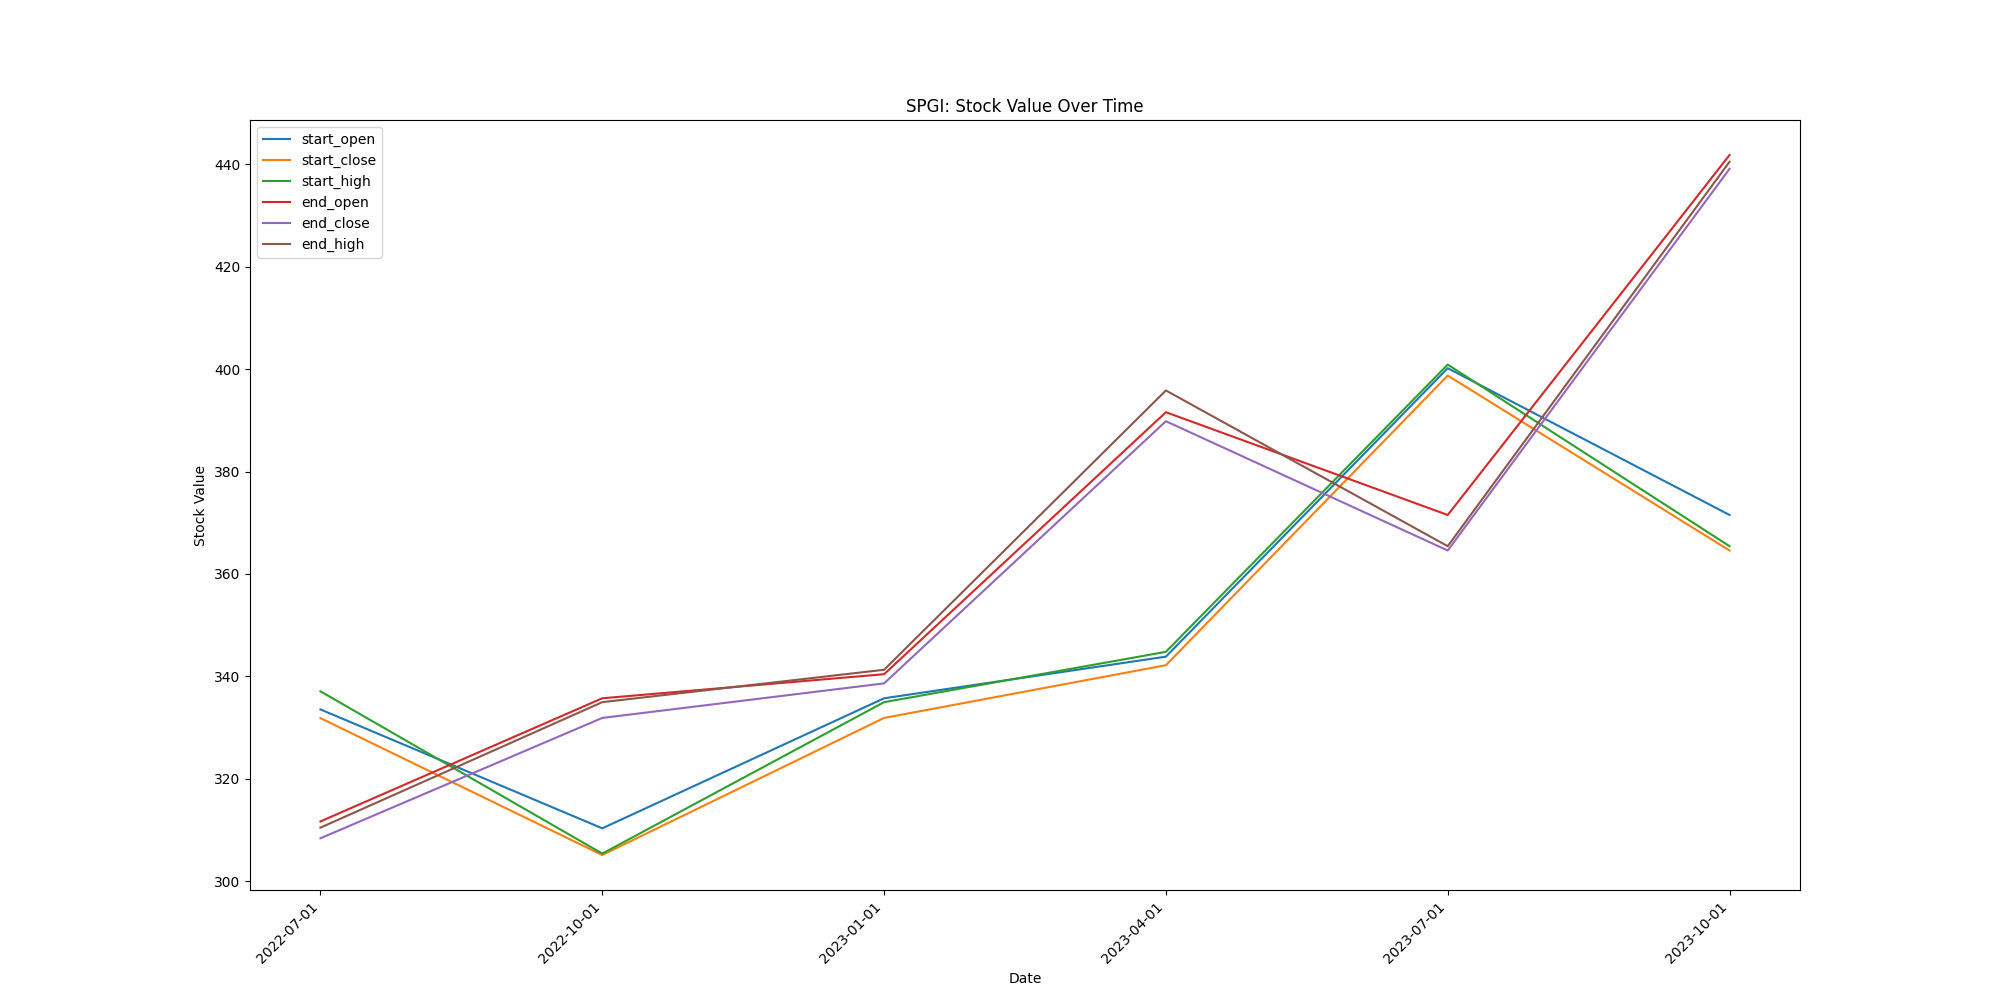 SPGI: Stock Value Over Time
start_open
start_close
start_high
end_open
end_close
end_high
440
420
400
380
360
340
320
300
Stock Value
2022-07-01
2022-10-01
2023-01-01
2023-04-01
2023-07-01
2023-10-01
Date